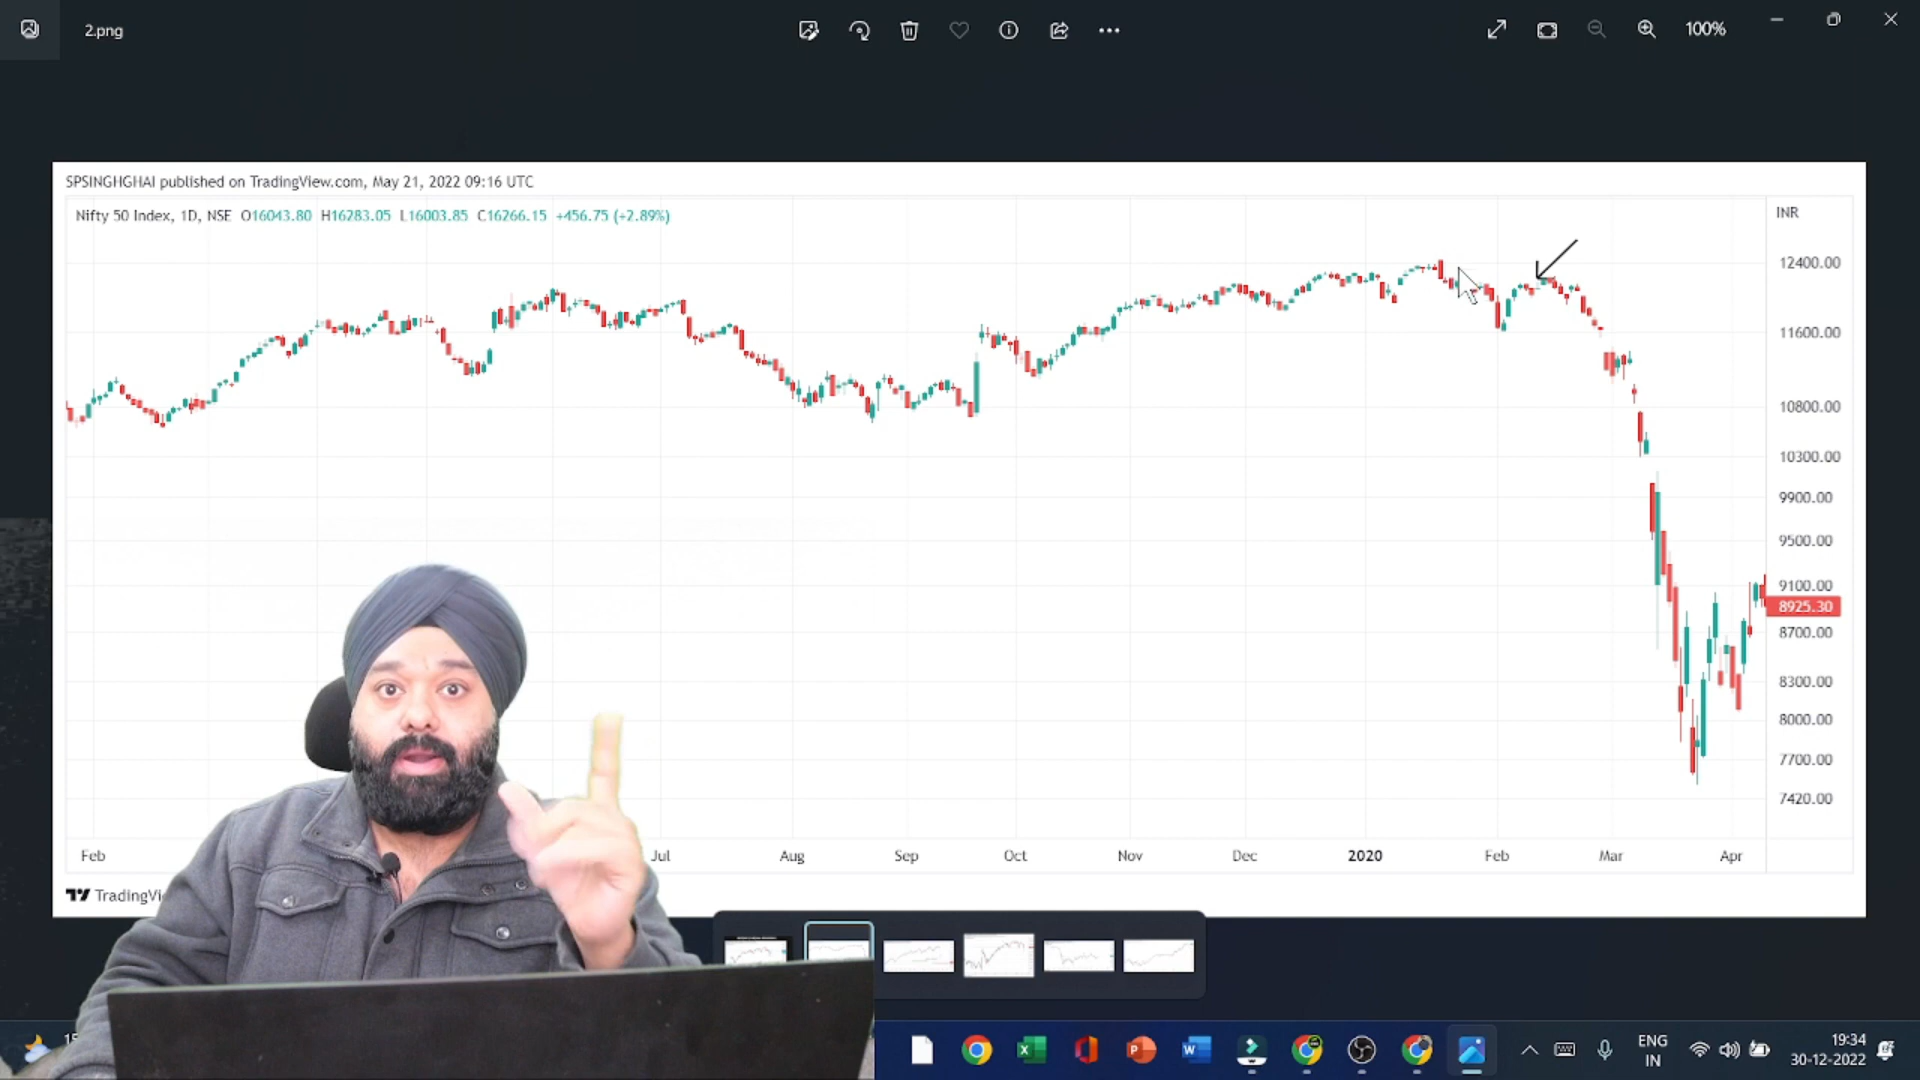 2.png
100%
SPSINGHGHAI published on TradingView.com, May 21, 2022 09:16 UTC
Nifty 50 Index, 1D, NSE O16043.80 H16283.05 L16003.85 C16266.15 +456.75 (+2.89%)
INR
12400.00
11600.00
10800.00
10300.00
9900.00
9500.00
9100.00
8925.30
8700.00
8300.00
8000.00
7700.00
7420.00
Feb Jul Aug Sep Oct Nov Dec 2020 Feb Mar Apr
TradingVi
ENG
IN
19:34
30-12-2022